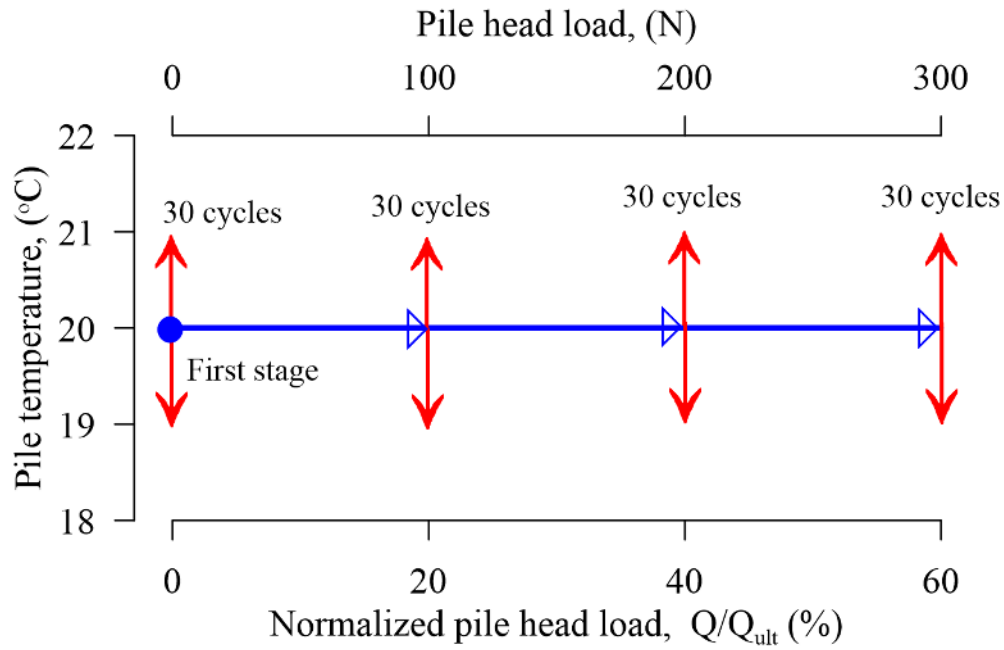 Pile head load, (N)
0 100 200 300
Pile temperature, (°C)
22
21
20
19
18
30 cycles 30 cycles 30 cycles 30 cycles
First stage
0 20 40 60
Normalized pile head load, Q/Qult (%)